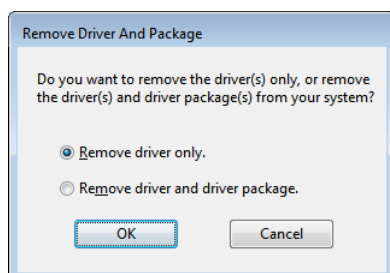 Remove Driver And Package
Do you want to remove the driver(s) only, or remove
the driver(s) and driver package(s) from your system?
Remove driver only.
Remove driver and driver package.
OK
Cancel